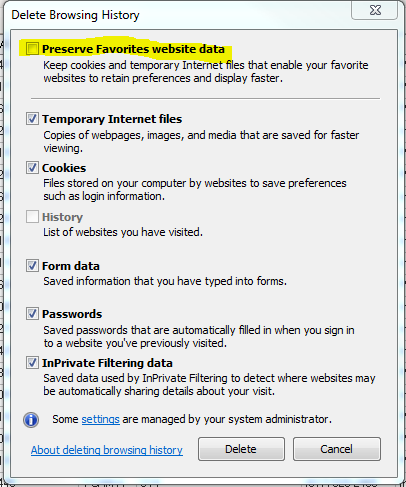 Delete Browsing History
Preserve Favorites website data
Keep cookies and temporary Internet files that enable your favorite
websites to retain preferences and display faster.
Temporary Internet files
Copies of webpages, images, and media that are saved for faster
viewing.
Cookies
Files stored on your computer by websites to save preferences
such as login information.
History
List of websites you have visited.
Form data
Saved information that you have typed into forms.
Passwords
Saved passwords that are automatically filled in when you sign in
to a website you've previously visited.
InPrivate Filtering data
Saved data used by InPrivate Filtering to detect where websites may
be automatically sharing details about your visit.
Some settings are managed by your system administrator.
About deleting browsing history
Delete
Cancel